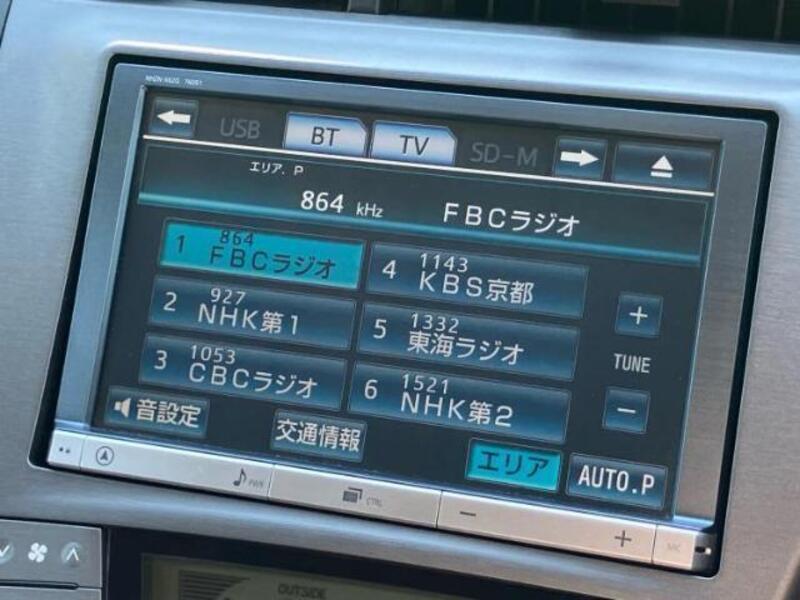 USB BT TV SD-M
エリア. P
864 kHz FBCラジオ
1 864 FBCラジオ
2 927 NHK第1
3 1053 CBCラジオ
4 1143 KBS京都
5 1332 東海ラジオ
6 1521 NHK第2
+
TUNE
−
音設定
交通情報
エリア
AUTO.P
PWR
CTRL
− +
OUTSIDE